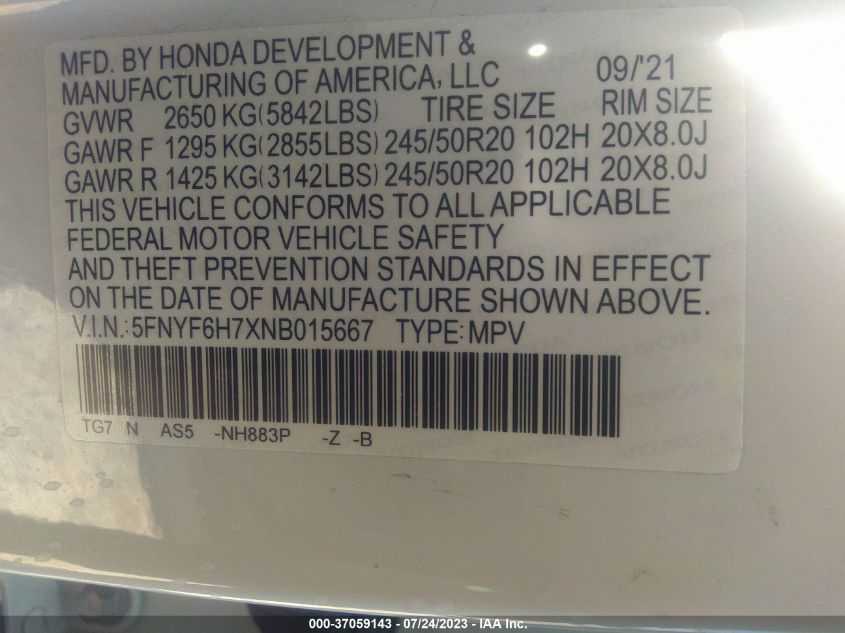 MFD. BY HONDA DEVELOPMENT &
MANUFACTURING OF AMERICA, LLC 09/'21
GVWR 2650 KG(5842LBS) TIRE SIZE RIM SIZE
GAWR F 1295 KG(2855LBS) 245/50R20 102H 20X8.0J
GAWR R 1425 KG(3142LBS) 245/50R20 102H 20X8.0J
THIS VEHICLE CONFORMS TO ALL APPLICABLE
FEDERAL MOTOR VEHICLE SAFETY
AND THEFT PREVENTION STANDARDS IN EFFECT
ON THE DATE OF MANUFACTURE SHOWN ABOVE.
V.I.N.:5FNYF6H7XNB015667 TYPE:MPV
TG7 N AS5 -NH883P -Z -B
000-37059143 - 07/24/2023 - © IAA Inc.